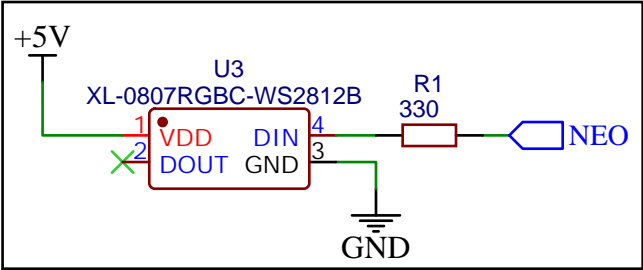 +5V
U3
XL-0807RGBC-WS2812B
R1
330
1 VDD DIN 4
2 DOUT GND 3
NEO
GND